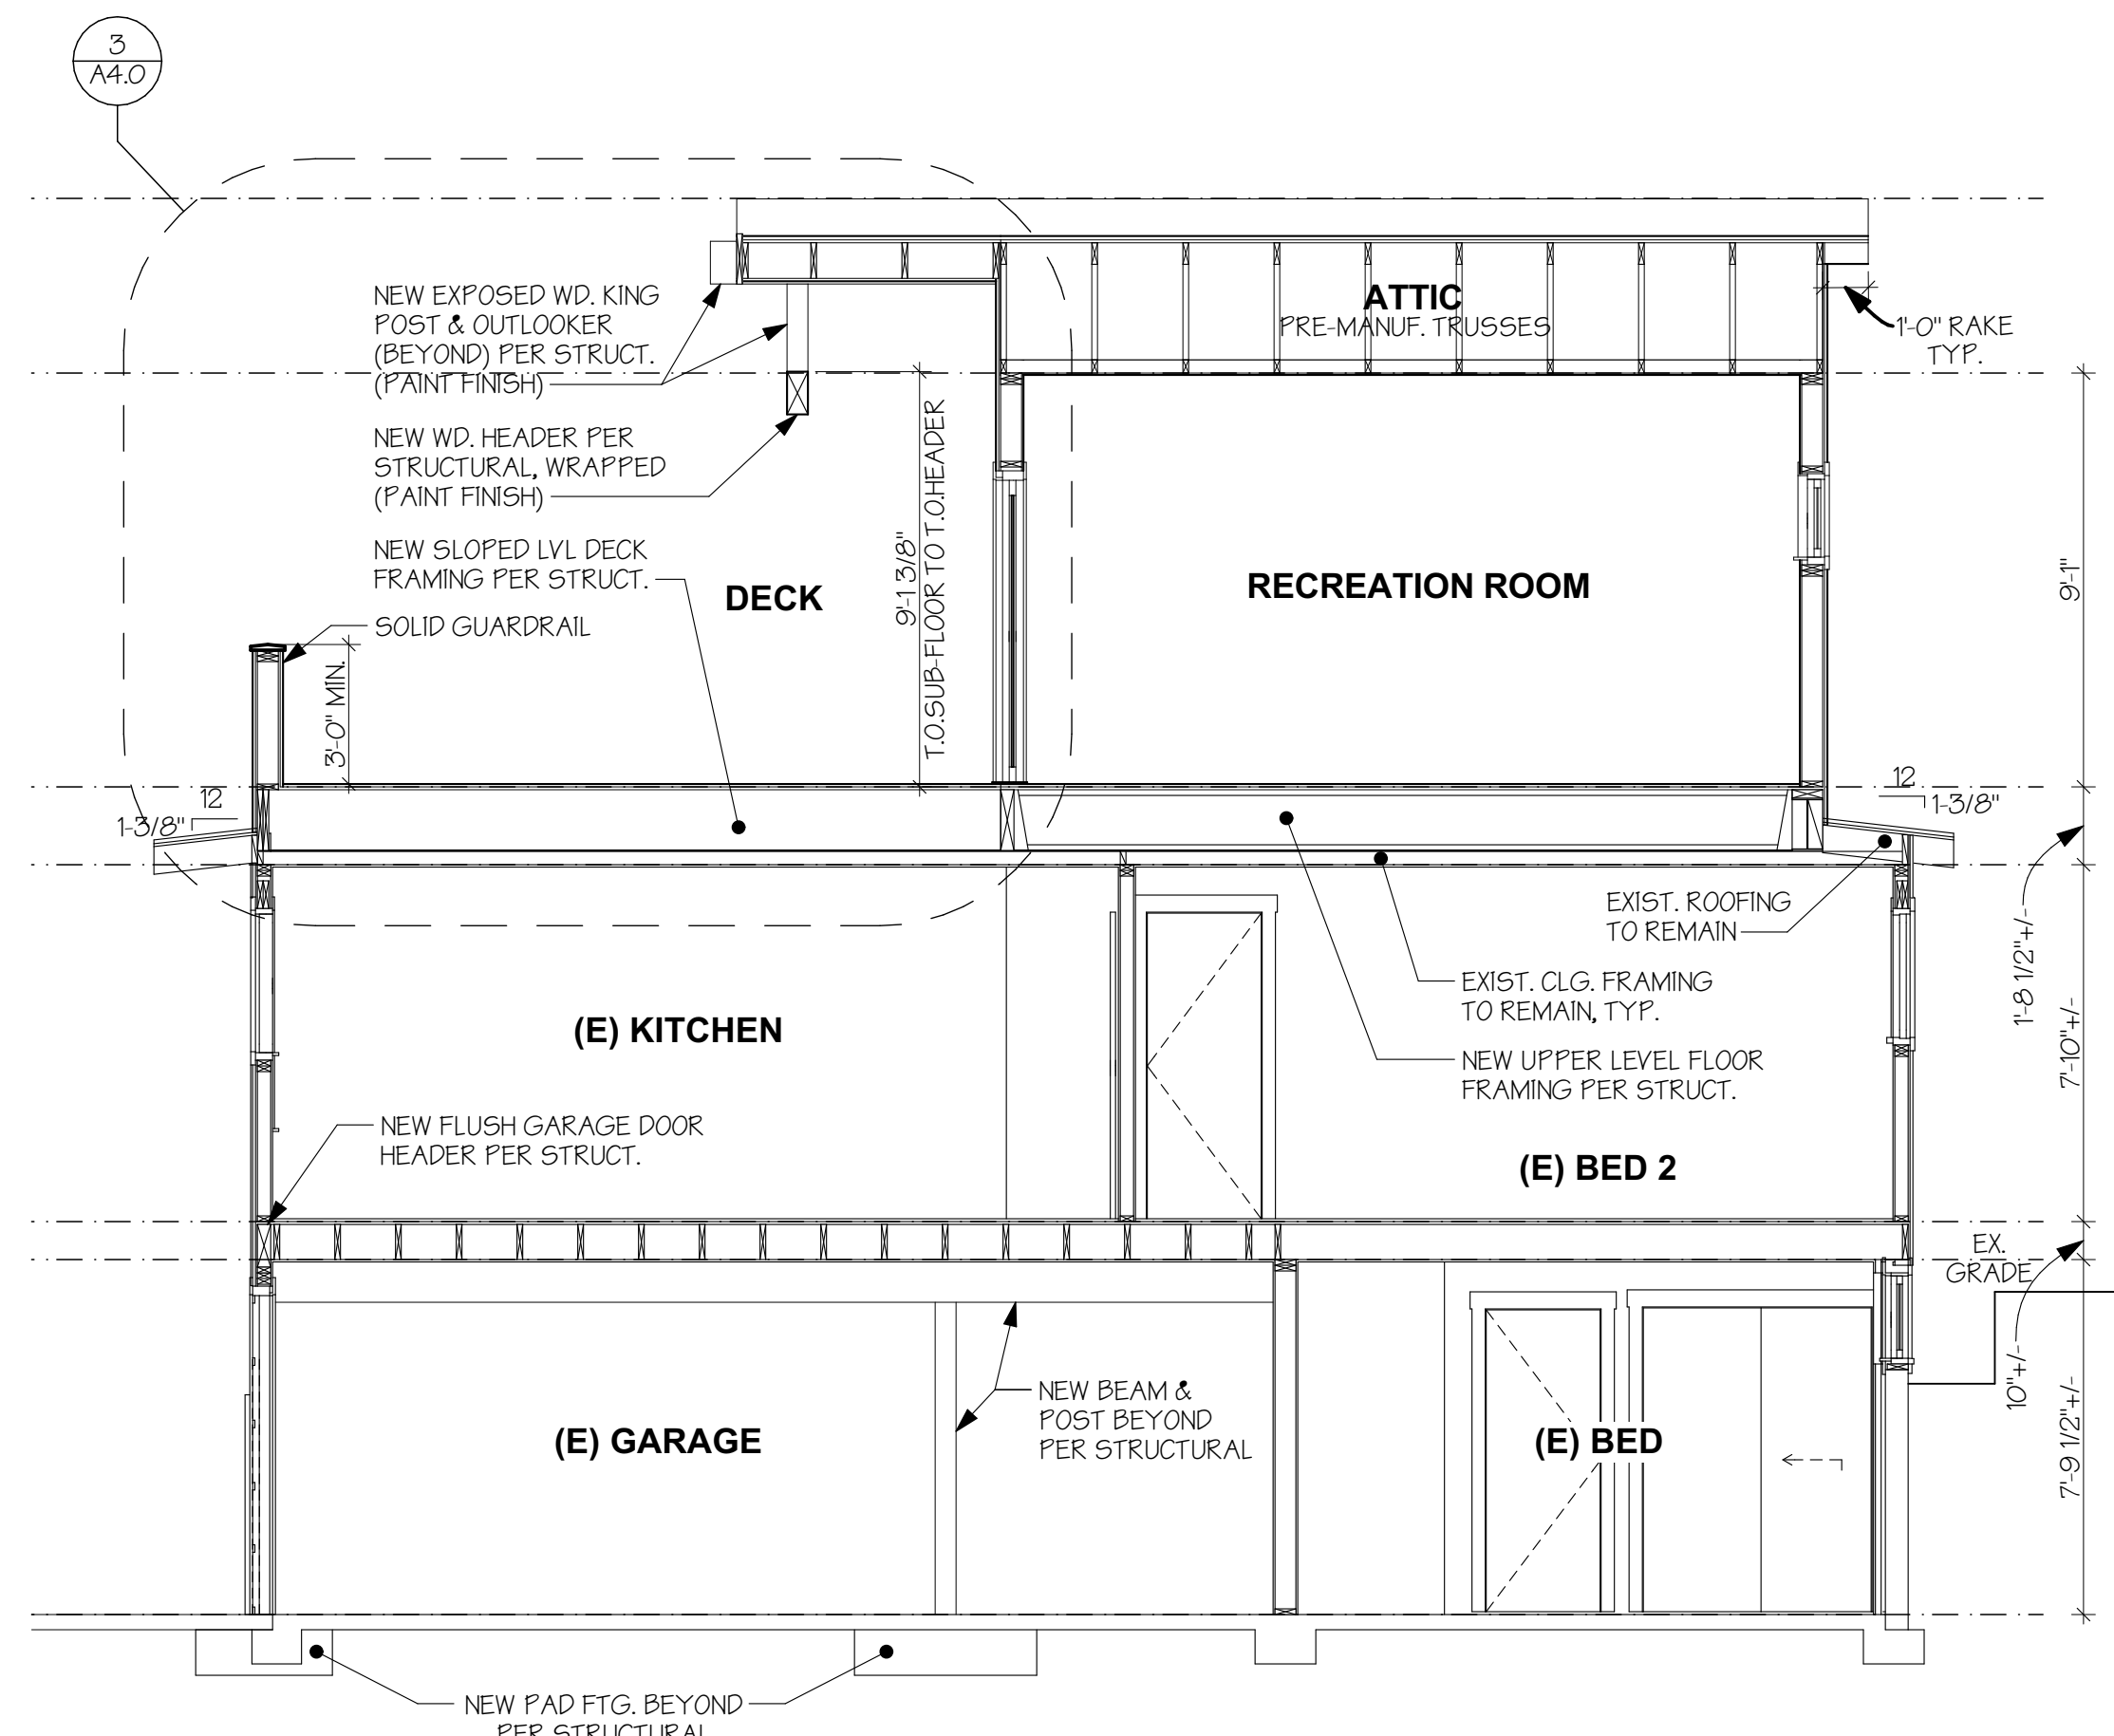 3
A4.0
NEW EXPOSED WD. KING
POST & OUTLOOKER
(BEYOND) PER STRUCT.
(PAINT FINISH)
NEW WD. HEADER PER
STRUCTURAL, WRAPPED
(PAINT FINISH)
NEW SLOPED LVL DECK
FRAMING PER STRUCT.
SOLID GUARDRAIL
3'-0" MIN.
DECK
9'-1 3/8"
T.O.SUB-FLOOR TO T.O.HEADER
ATTIC
PRE-MANUF. TRUSSES
1'-0" RAKE
TYP.
RECREATION ROOM
9'-1"
12
1-3/8"
12
1-3/8"
EXIST. ROOFING
TO REMAIN
1'-8 1/2"+/-
EXIST. CLG. FRAMING
TO REMAIN, TYP.
NEW UPPER LEVEL FLOOR
FRAMING PER STRUCT.
7'-10"+/-
(E) KITCHEN
NEW FLUSH GARAGE DOOR
HEADER PER STRUCT.
(E) BED 2
EX.
GRADE
10"+/-
NEW BEAM &
POST BEYOND
PER STRUCTURAL
(E) GARAGE
(E) BED
7'-9 1/2"+/-
NEW PAD FTG. BEYOND
PER STRUCTURAL